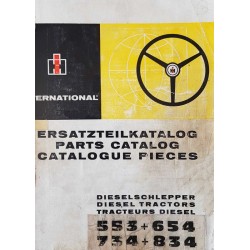 ERNATIONAL®
ERSATZTEILKATALOG
PARTS CATALOG
CATALOGUE PIECES
DIESELSCHLEPPER
DIESEL TRACTORS
TRACTEURS DIESEL
553+654
734+834